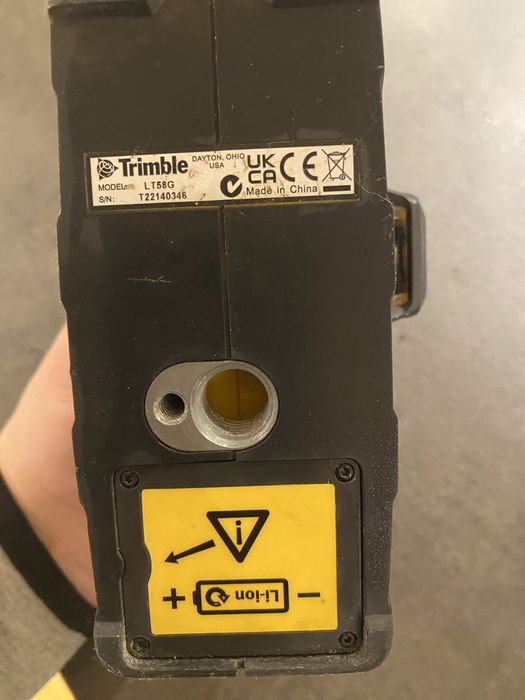 Trimble DAYTON, OHIO USA UK CA CE
MODEL: LT58G
S/N: T22140346
Made in China
i
+ Li-ion −